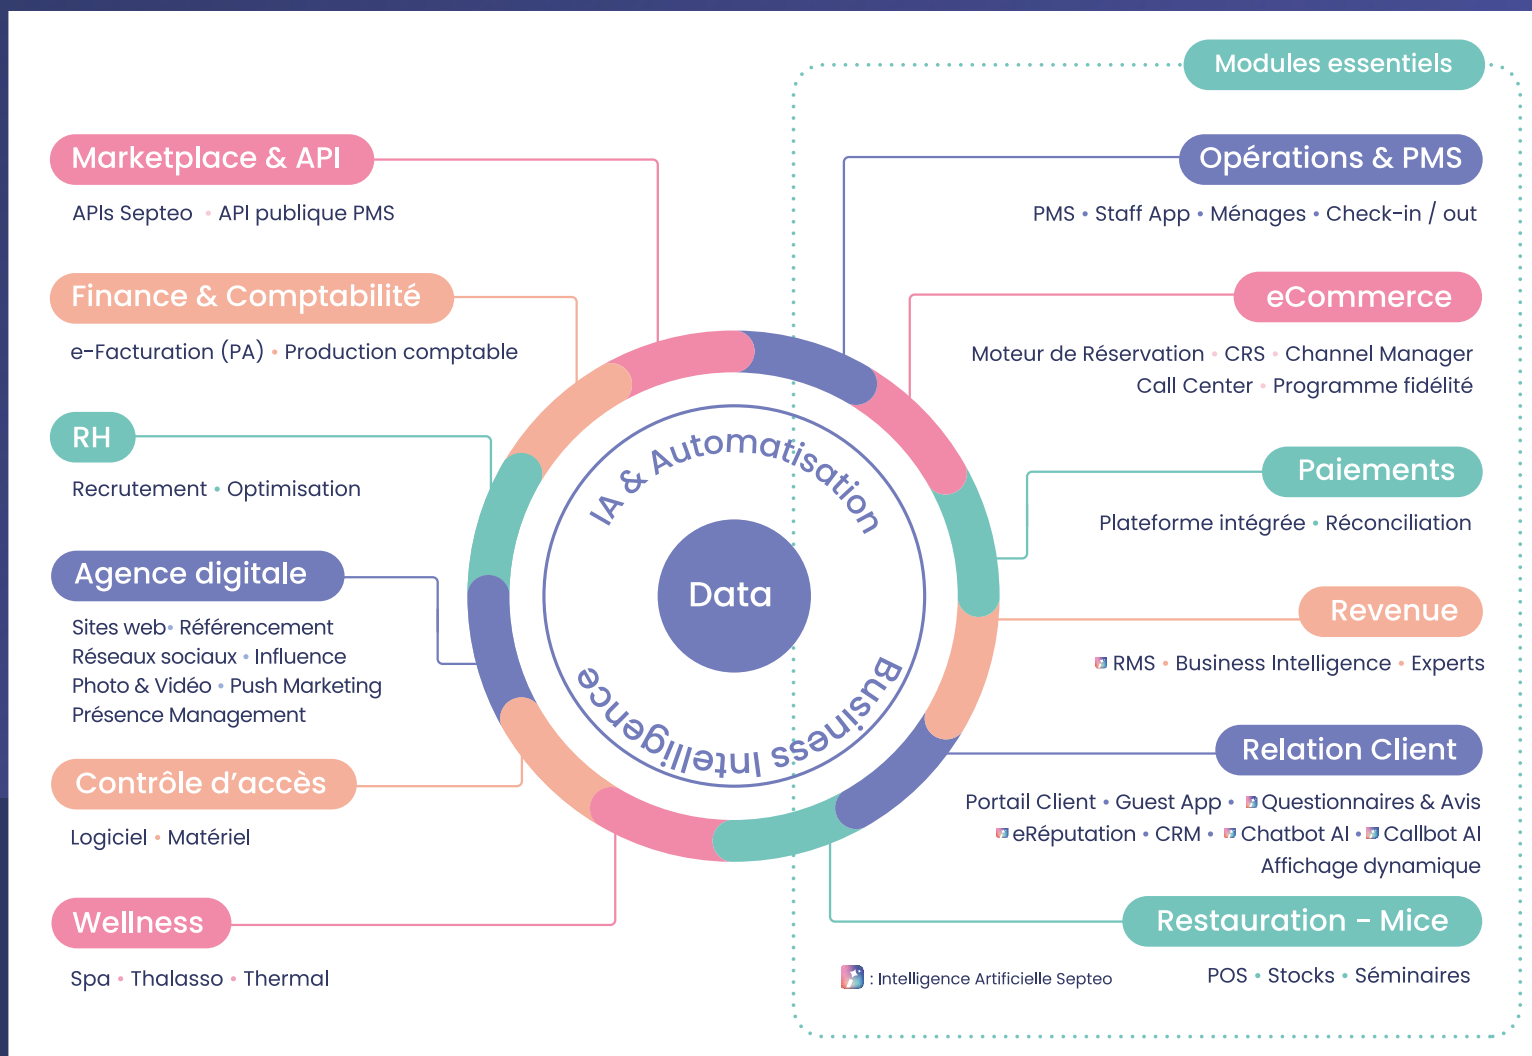 Modules essentiels
Marketplace & API
APIs Septeo • API publique PMS
Finance & Comptabilité
e-Facturation (PA) • Production comptable
RH
Recrutement • Optimisation
Agence digitale
Sites web• Référencement
Réseaux sociaux • Influence
Photo & Vidéo • Push Marketing
Présence Management
Contrôle d’accès
Logiciel • Matériel
Wellness
Spa • Thalasso • Thermal
IA & Automatisation
Data
Business Intelligence
Opérations & PMS
PMS • Staff App • Ménages • Check-in / out
eCommerce
Moteur de Réservation • CRS • Channel Manager
Call Center • Programme fidélité
Paiements
Plateforme intégrée • Réconciliation
Revenue
RMS • Business Intelligence • Experts
Relation Client
Portail Client • Guest App • Questionnaires & Avis
eRéputation • CRM • Chatbot AI • Callbot AI
Affichage dynamique
Restauration - Mice
POS • Stocks • Séminaires
: Intelligence Artificielle Septeo